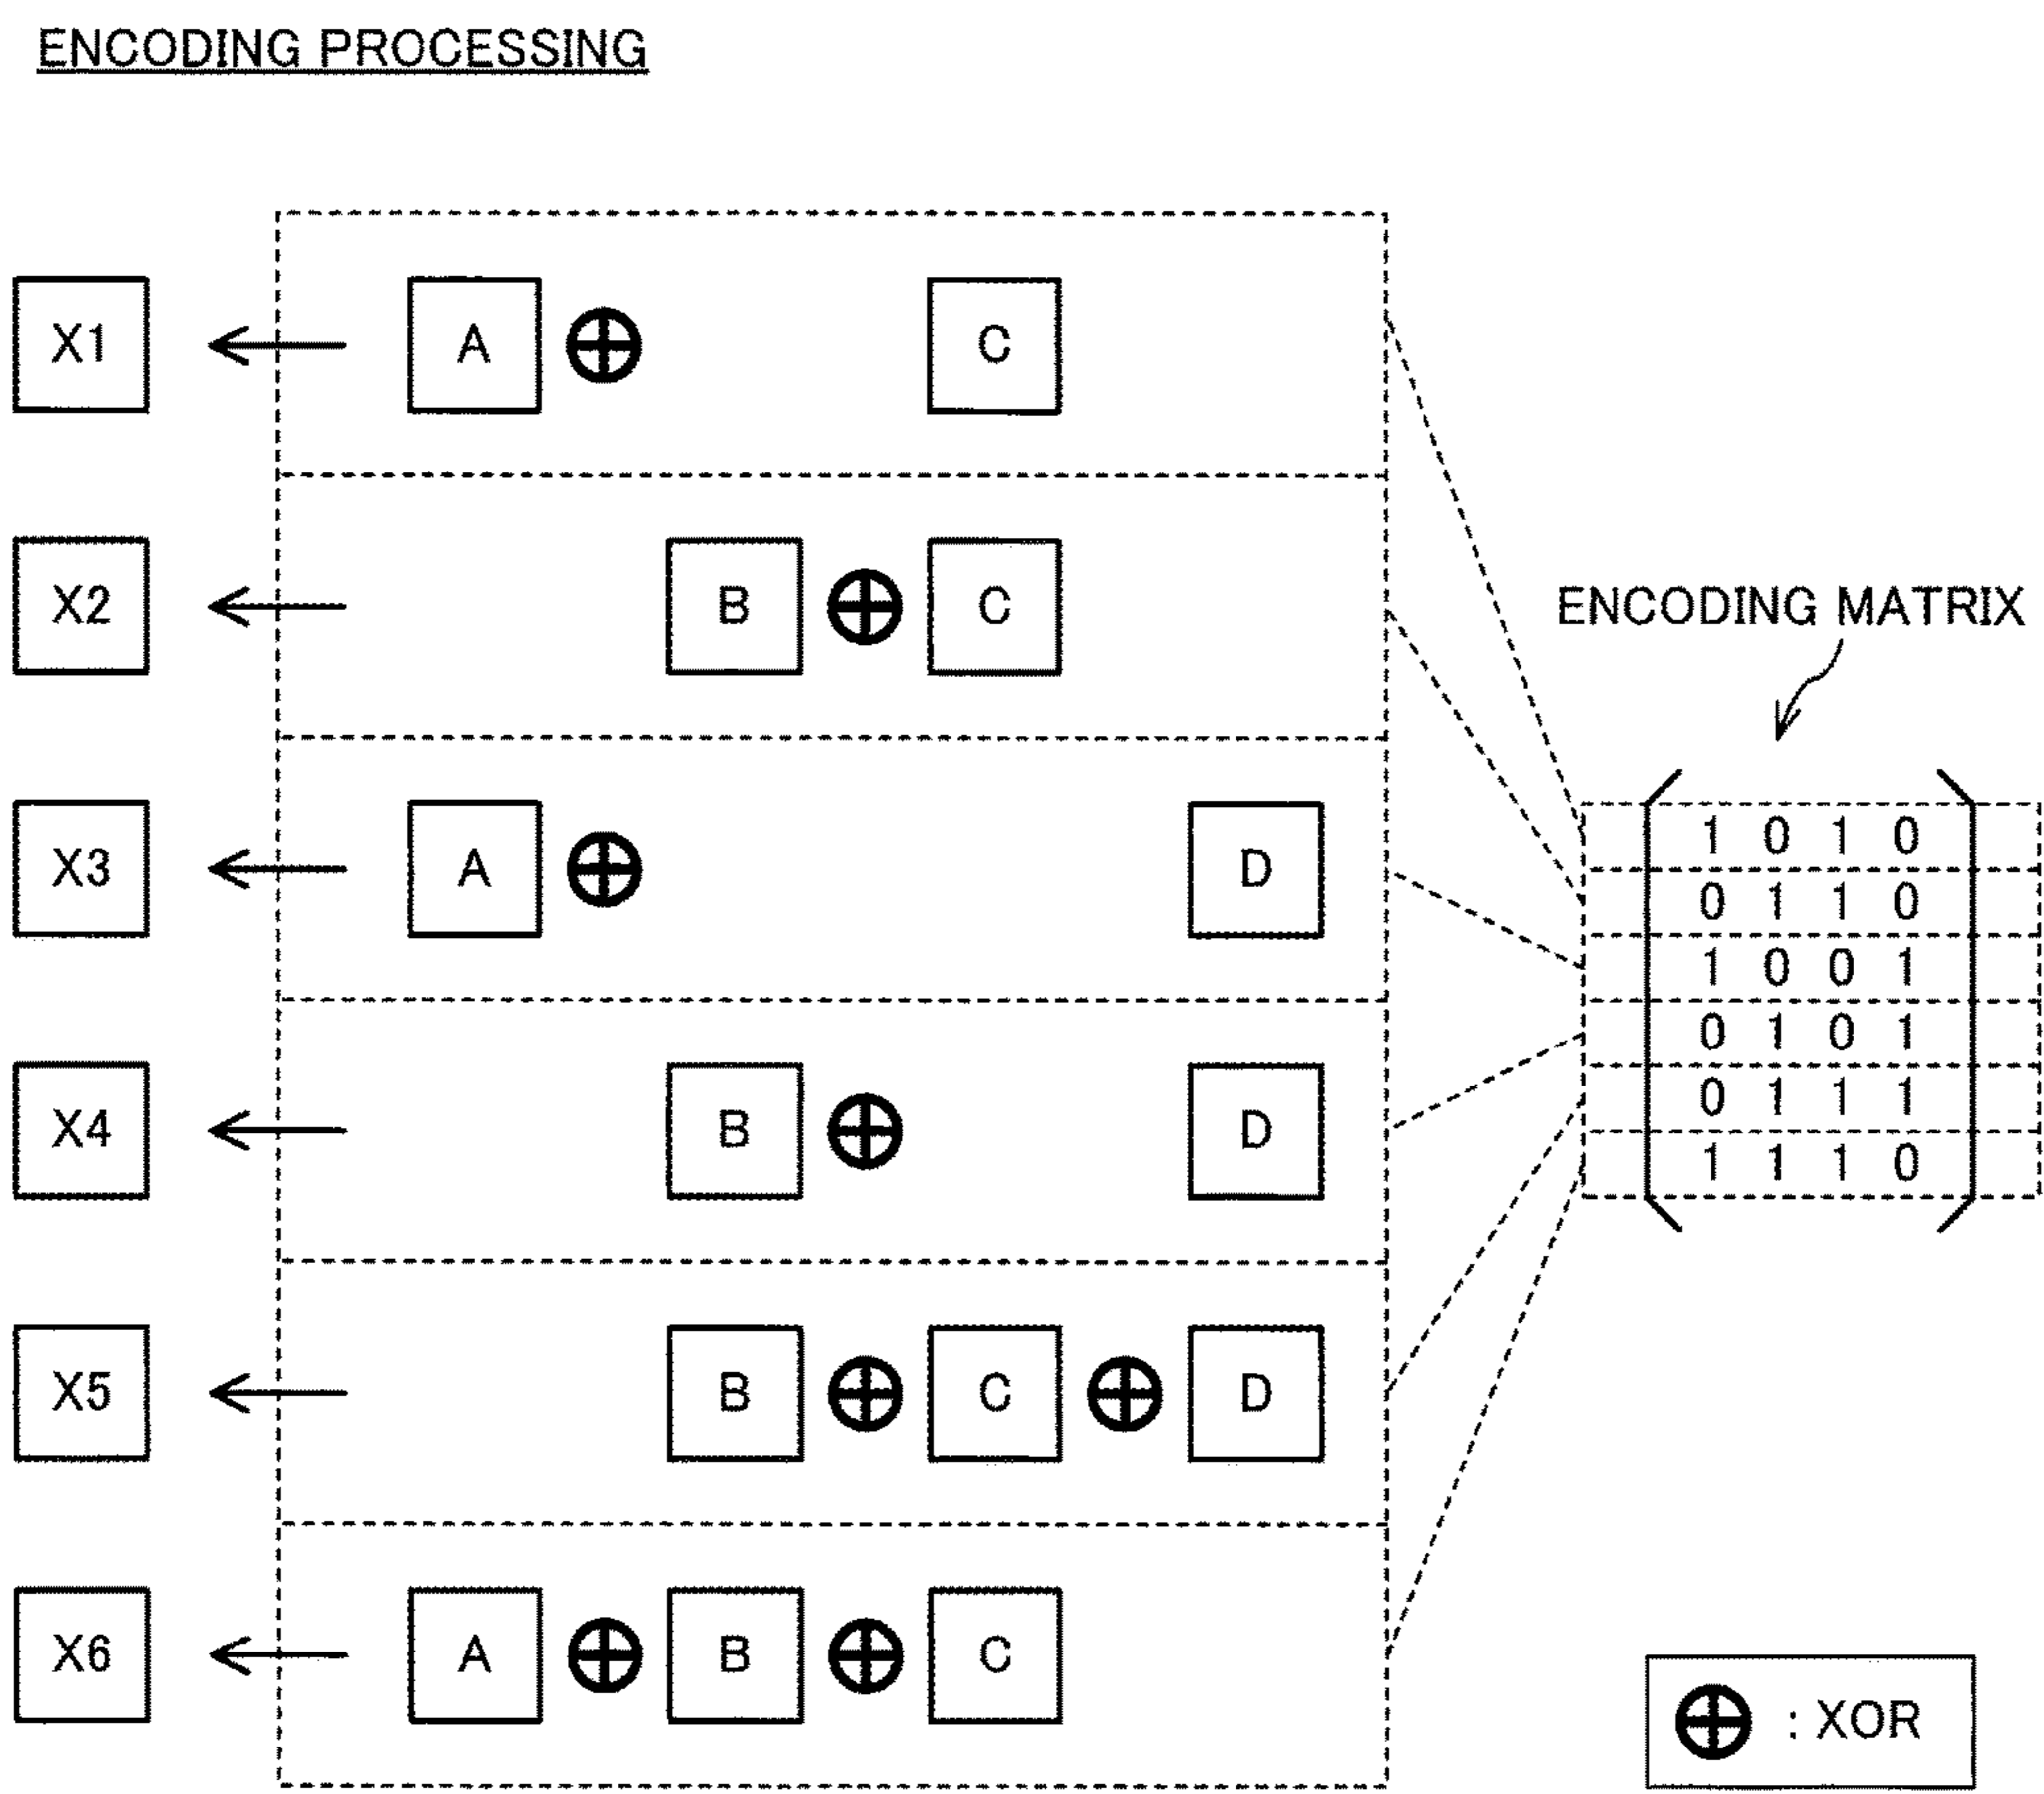 ENCODING PROCESSING
X1 A ⊕ C
X2 B ⊕ C
ENCODING MATRIX
X3 A ⊕ D
X4 B ⊕ D
X5 B ⊕ C ⊕ D
X6 A ⊕ B ⊕ C
1 0 1 0
0 1 1 0
1 0 0 1
0 1 0 1
0 1 1 1
1 1 1 0
⊕ : XOR